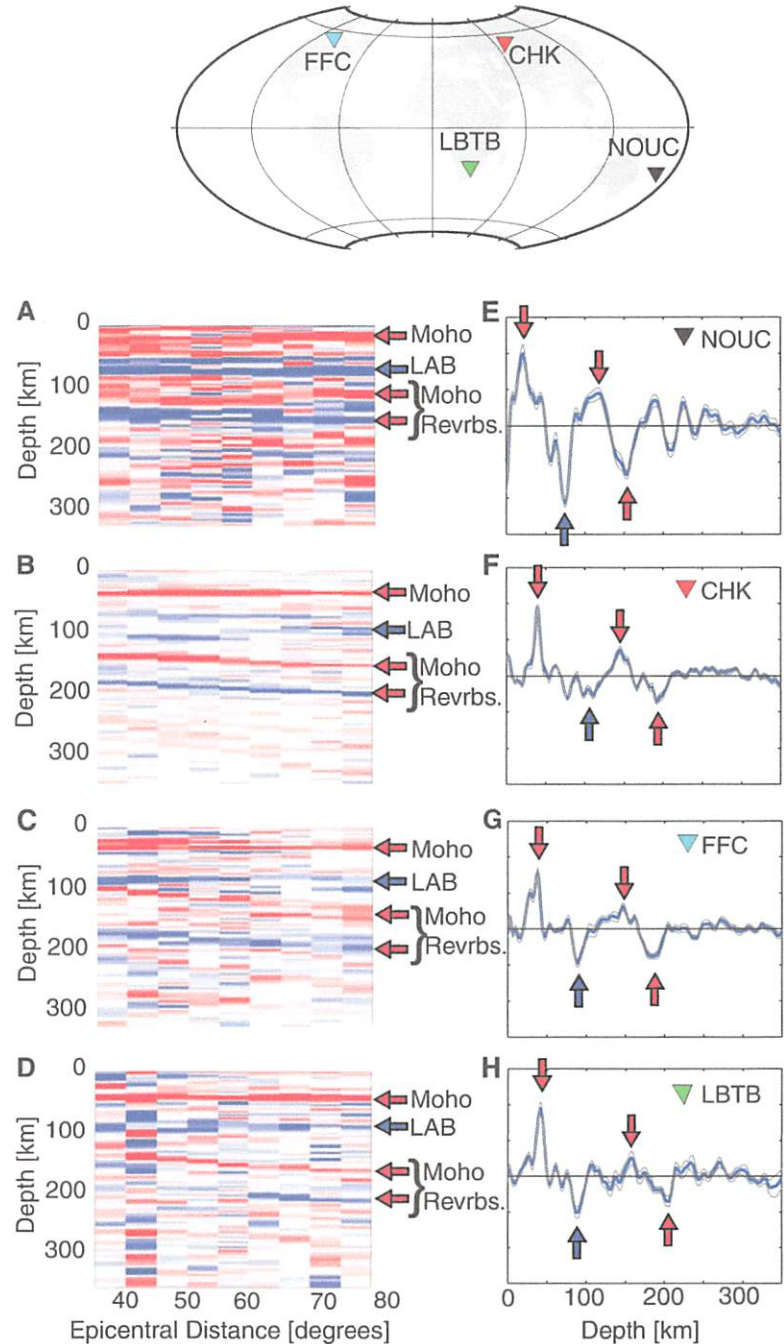 FFC
CHK
LBTB
NOUC
A
0
100
200
300
Depth [km]
Moho
LAB
Moho
Revrbs.
E
NOUC
B
0
100
200
300
Depth [km]
Moho
LAB
Moho
Revrbs.
F
CHK
C
0
100
200
300
Depth [km]
Moho
LAB
Moho
Revrbs.
G
FFC
D
0
100
200
300
Depth [km]
Moho
LAB
Moho
Revrbs.
40 50 60 70 80
Epicentral Distance [degrees]
H
LBTB
0 100 200 300
Depth [km]